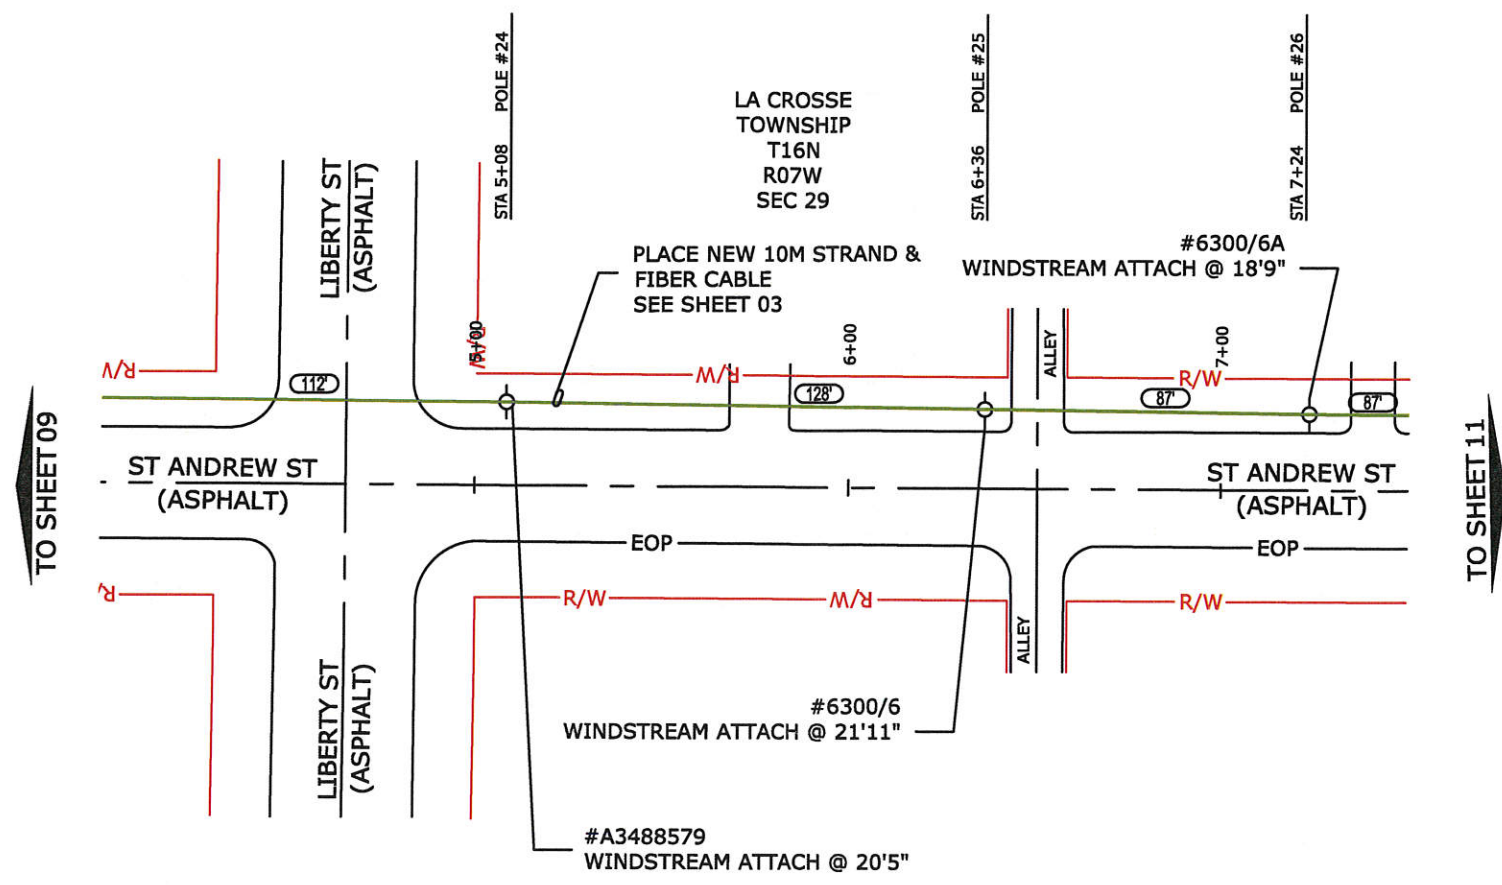 STA 5+08 POLE #24
STA 6+36 POLE #25
STA 7+24 POLE #26
LA CROSSE
TOWNSHIP
T16N
R07W
SEC 29
LIBERTY ST
(ASPHALT)
PLACE NEW 10M STRAND &
FIBER CABLE
SEE SHEET 03
#6300/6A
WINDSTREAM ATTACH @ 18'9"
5+00
R/W
6+00
ALLEY
7+00
R/W
R/W
R/W
112'
128'
87'
87'
TO SHEET 09
ST ANDREW ST
(ASPHALT)
ST ANDREW ST
(ASPHALT)
TO SHEET 11
EOP
EOP
R/W
R/W
R/W
ALLEY
LIBERTY ST
(ASPHALT)
#6300/6
WINDSTREAM ATTACH @ 21'11"
#A3488579
WINDSTREAM ATTACH @ 20'5"